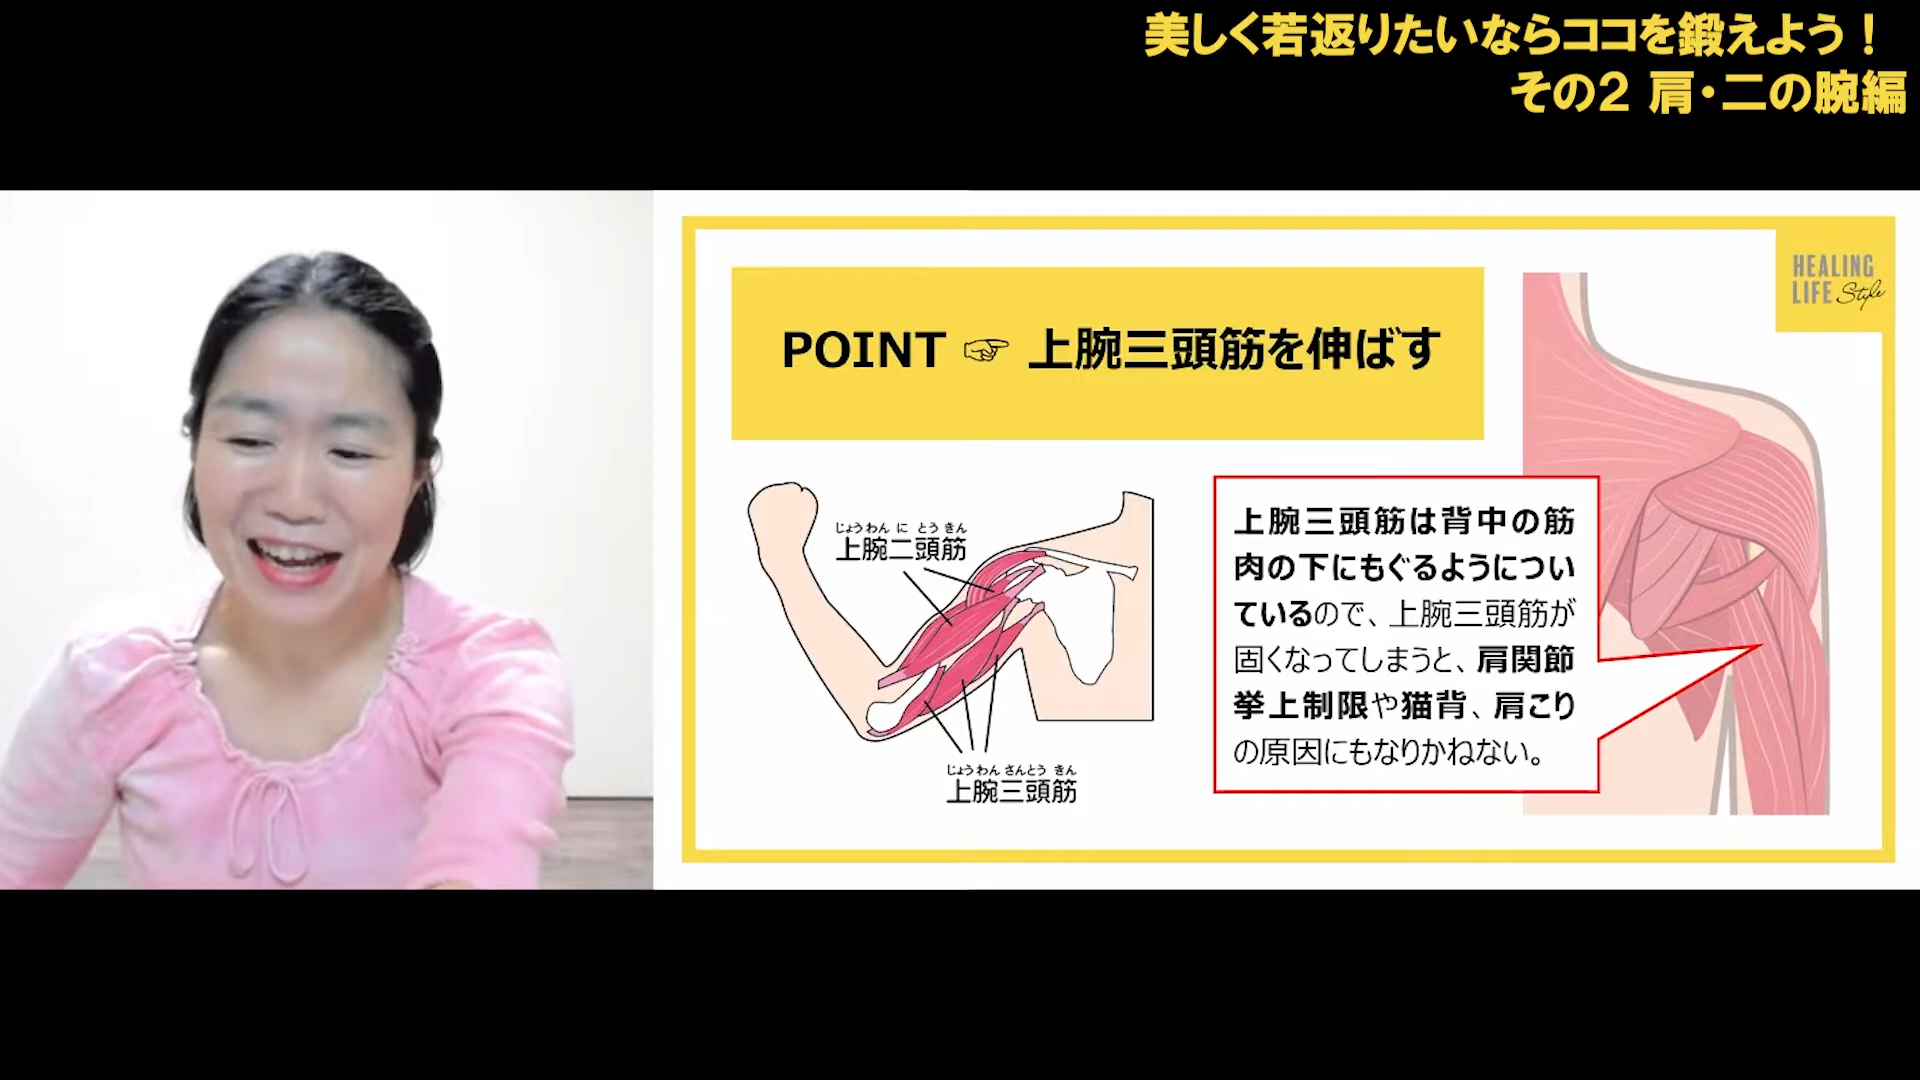 美しく若返りたいならココを鍛えよう！
その2 肩・二の腕編
HEALING
LIFE Style
POINT ☞ 上腕三頭筋を伸ばす
じょうわん に とう きん
上腕二頭筋
じょうわん さんとう きん
上腕三頭筋
上腕三頭筋は背中の筋
肉の下にもぐるようについ
ているので、上腕三頭筋が
固くなってしまうと、肩関節
挙上制限や猫背、肩こり
の原因にもなりかねない。